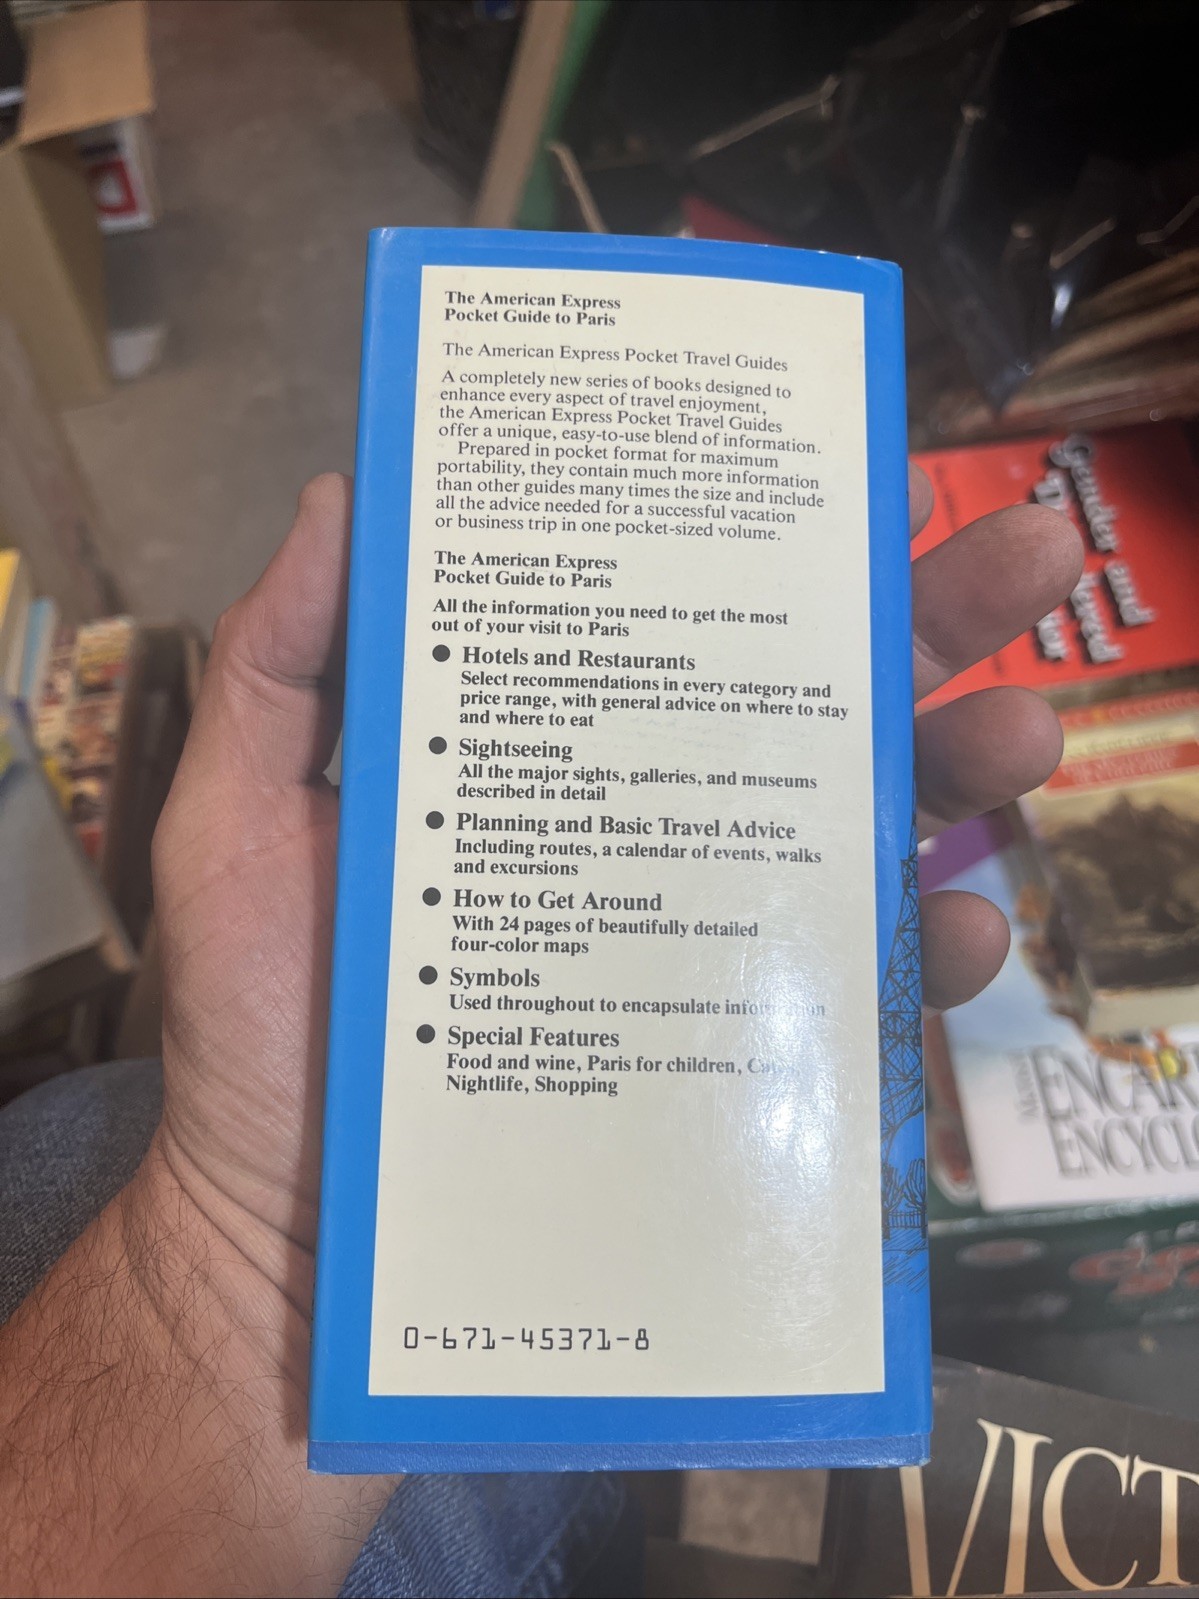 The American Express
Pocket Guide to Paris
The American Express Pocket Travel Guides
A completely new series of books designed to
enhance every aspect of travel enjoyment,
the American Express Pocket Travel Guides
offer a unique, easy-to-use blend of information.
Prepared in pocket format for maximum
portability, they contain much more information
than other guides many times the size and include
all the advice needed for a successful vacation
or business trip in one pocket-sized volume.
The American Express
Pocket Guide to Paris
All the information you need to get the most
out of your visit to Paris
● Hotels and Restaurants
Select recommendations in every category and
price range, with general advice on where to stay
and where to eat
● Sightseeing
All the major sights, galleries, and museums
described in detail
● Planning and Basic Travel Advice
Including routes, a calendar of events, walks
and excursions
● How to Get Around
With 24 pages of beautifully detailed
four-color maps
● Symbols
Used throughout to encapsulate information
● Special Features
Food and wine, Paris for children,
Nightlife, Shopping
0-671-45371-8
Gender and
ENCAR
ENCYCL
VICT